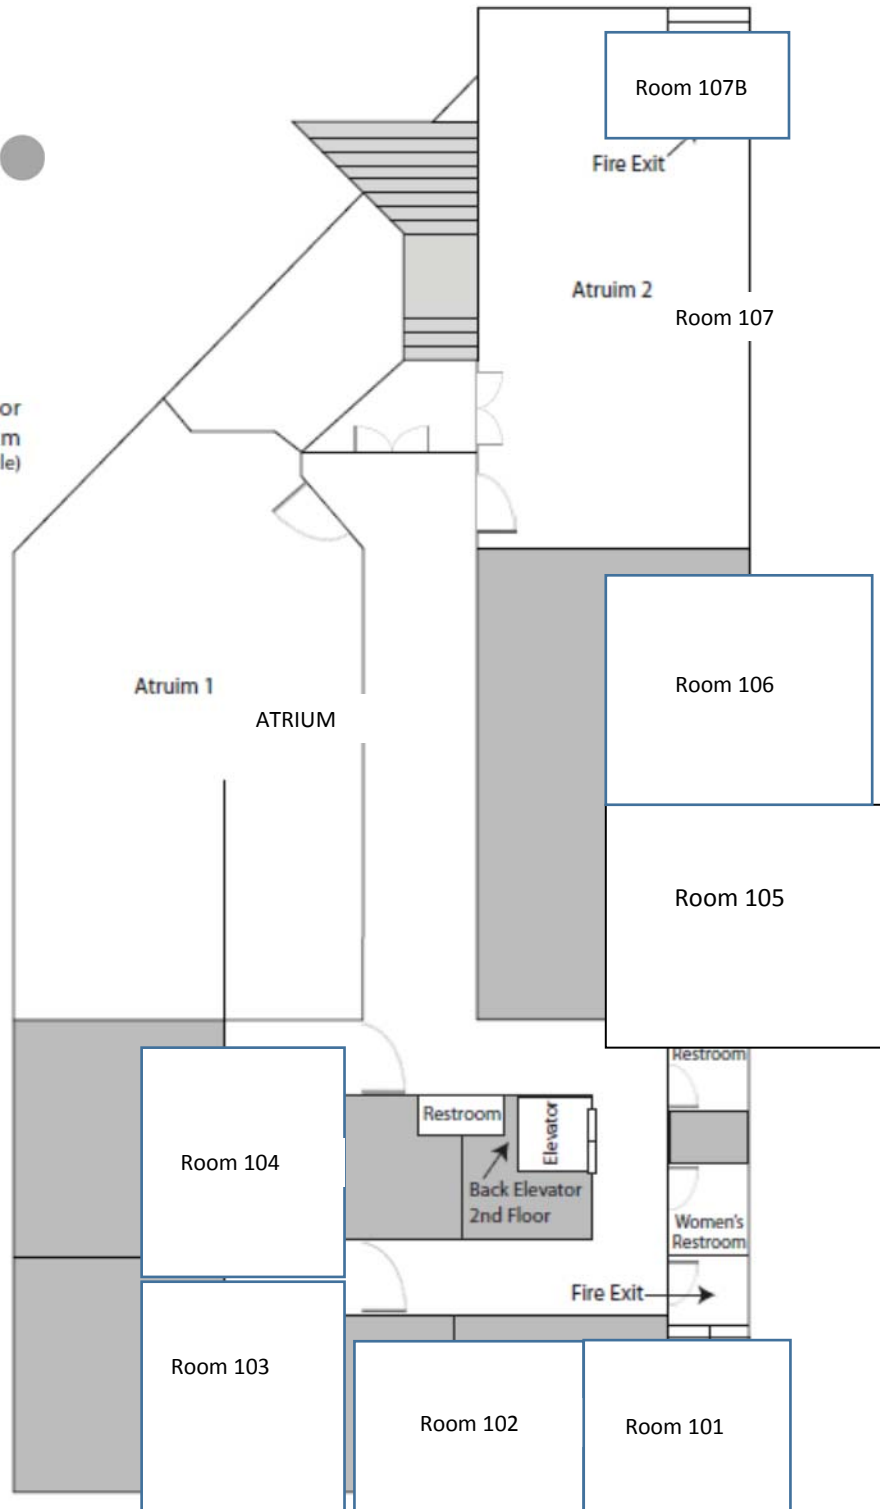 Room 107B
Fire Exit
Atruim 2
Room 107
or
m
le)
Atruim 1
ATRIUM
Room 106
Room 105
Restroom
Restroom
Elevator
Room 104
Back Elevator
2nd Floor
Women's
Restroom
Fire Exit
Room 103
Room 102
Room 101